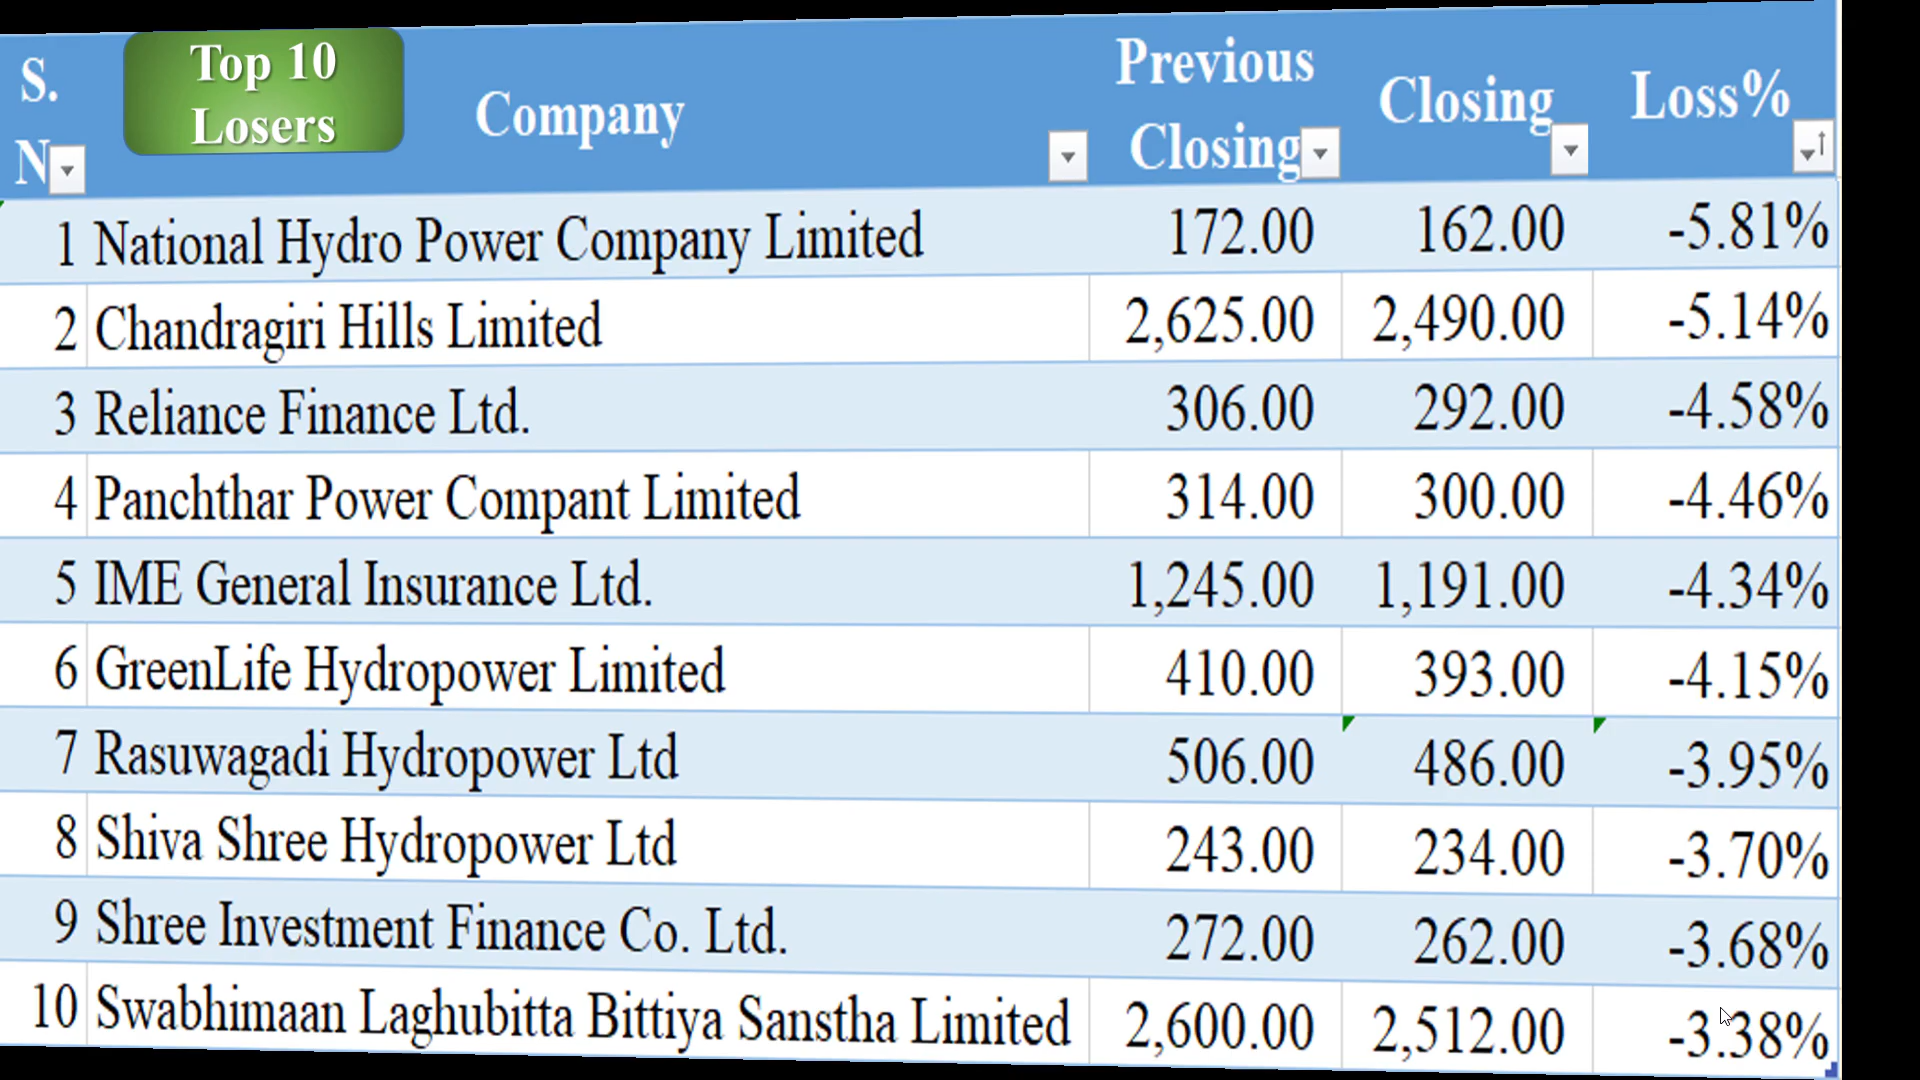 S.
N
Top 10
Losers
Company
Previous
Closing
Closing
Loss%
1 National Hydro Power Company Limited 172.00 162.00 -5.81%
2 Chandragiri Hills Limited 2,625.00 2,490.00 -5.14%
3 Reliance Finance Ltd. 306.00 292.00 -4.58%
4 Panchthar Power Compant Limited 314.00 300.00 -4.46%
5 IME General Insurance Ltd. 1,245.00 1,191.00 -4.34%
6 GreenLife Hydropower Limited 410.00 393.00 -4.15%
7 Rasuwagadi Hydropower Ltd 506.00 486.00 -3.95%
8 Shiva Shree Hydropower Ltd 243.00 234.00 -3.70%
9 Shree Investment Finance Co. Ltd. 272.00 262.00 -3.68%
10 Swabhimaan Laghubitta Bittiya Sanstha Limited 2,600.00 2,512.00 -3.38%